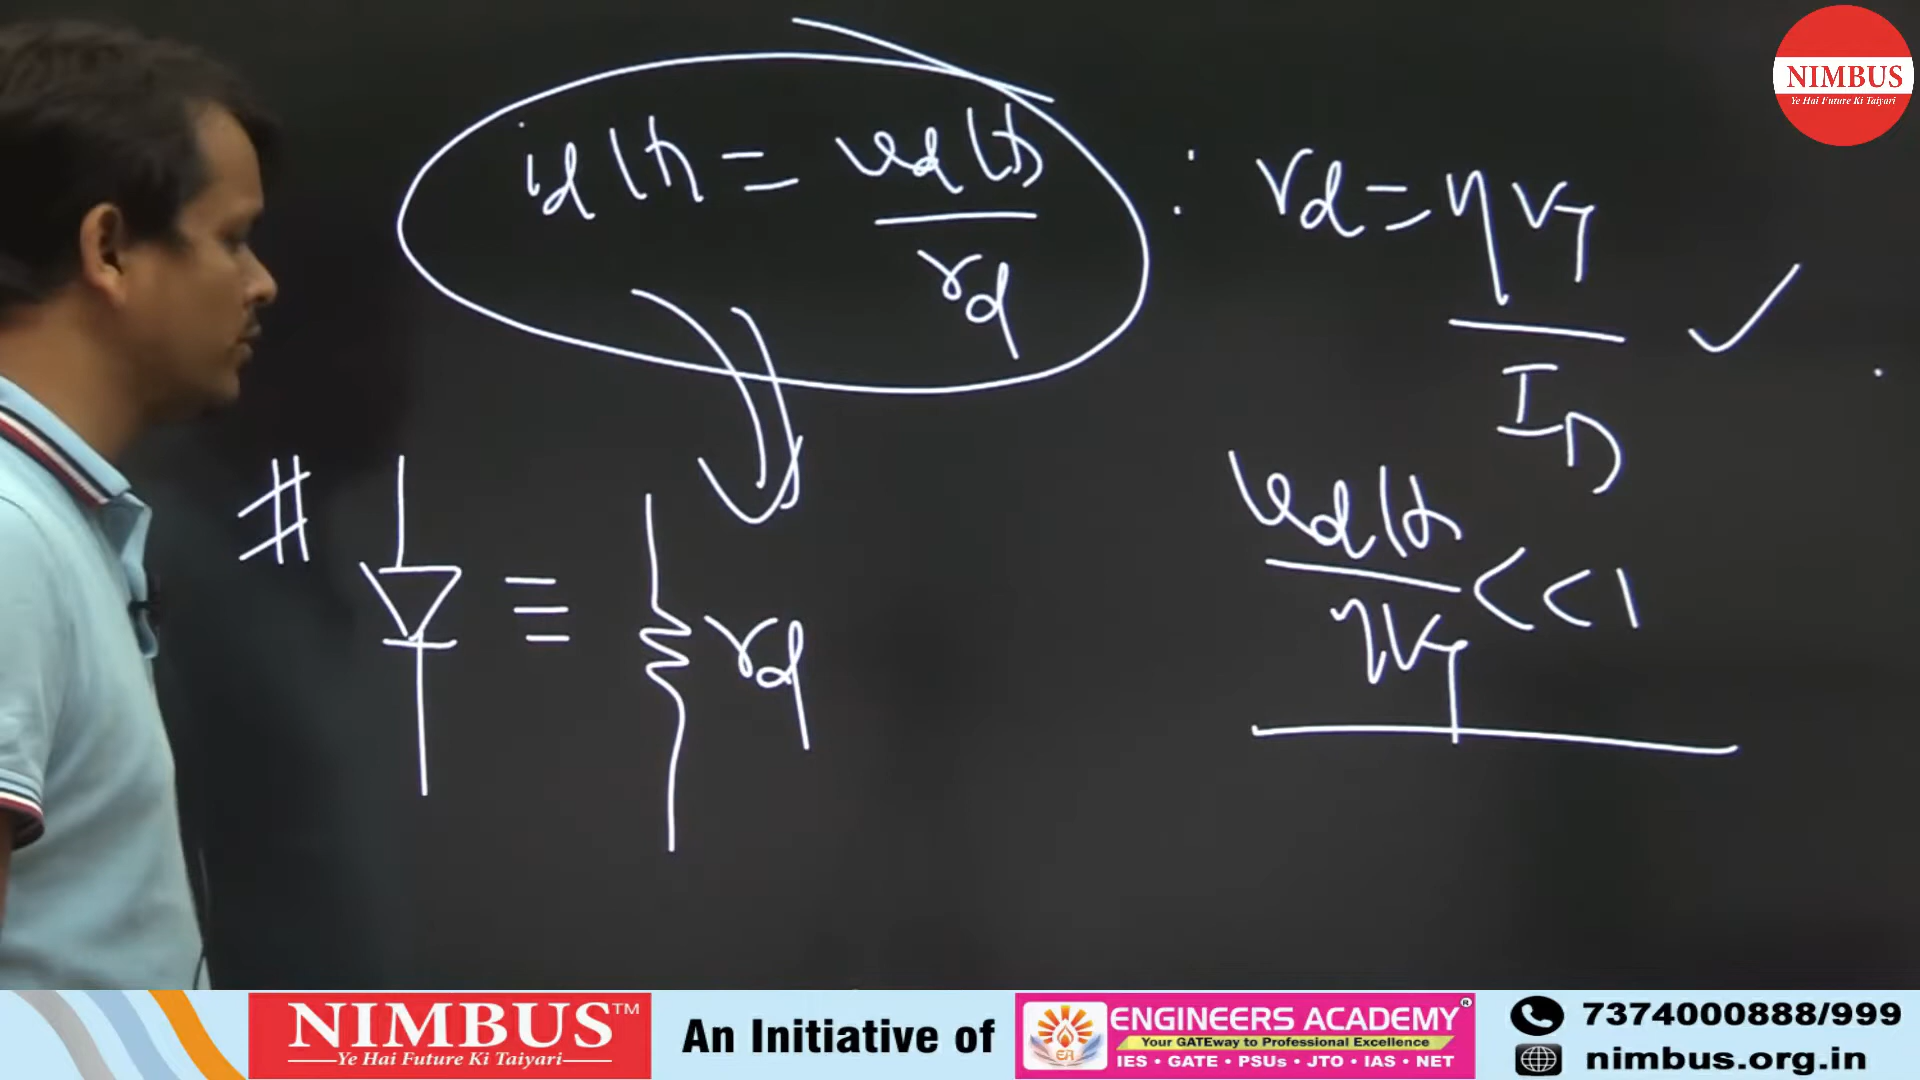 NIMBUS
Ye Hai Future Ki Taiyari
id(t) = vd(t) / rd : rd = ηVT / ID ✓
# ≡ rd
vd(t) / ηVT << 1
NIMBUS™
Ye Hai Future Ki Taiyari
An Initiative of
ENGINEERS ACADEMY®
Your GATEway to Professional Excellence
EA
IES • GATE • PSUs • JTO • IAS • NET
7374000888/999
nimbus.org.in